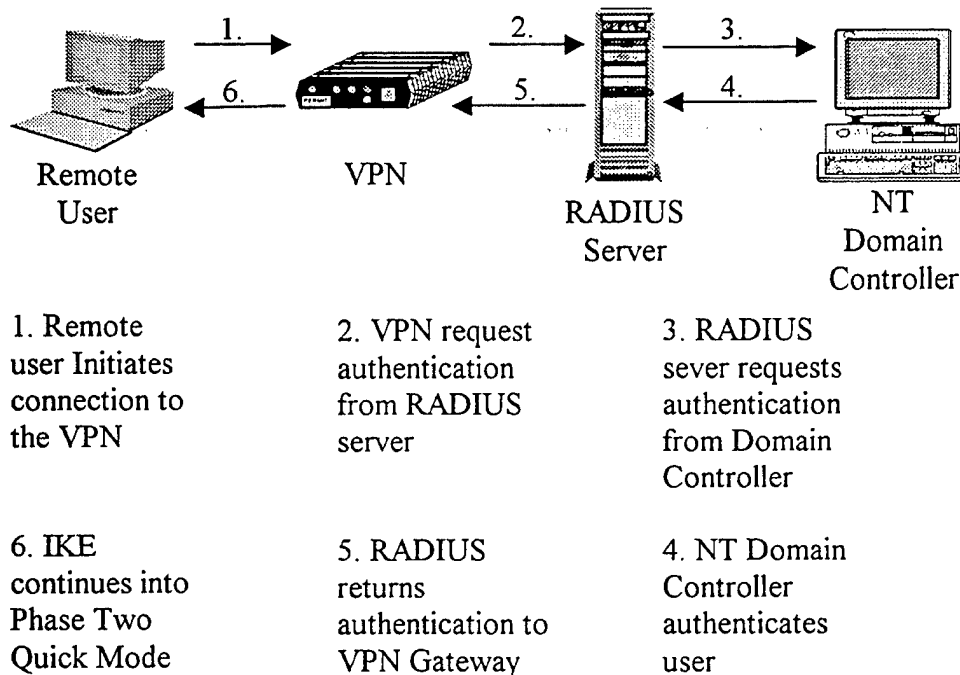 1.
2.
3.
6.
5.
4.
PERMIT
Remote
User
VPN
RADIUS
Server
NT
Domain
Controller
1. Remote
user Initiates
connection to
the VPN
2. VPN request
authentication
from RADIUS
server
3. RADIUS
sever requests
authentication
from Domain
Controller
6. IKE
continues into
Phase Two
Quick Mode
5. RADIUS
returns
authentication to
VPN Gateway
4. NT Domain
Controller
authenticates
user